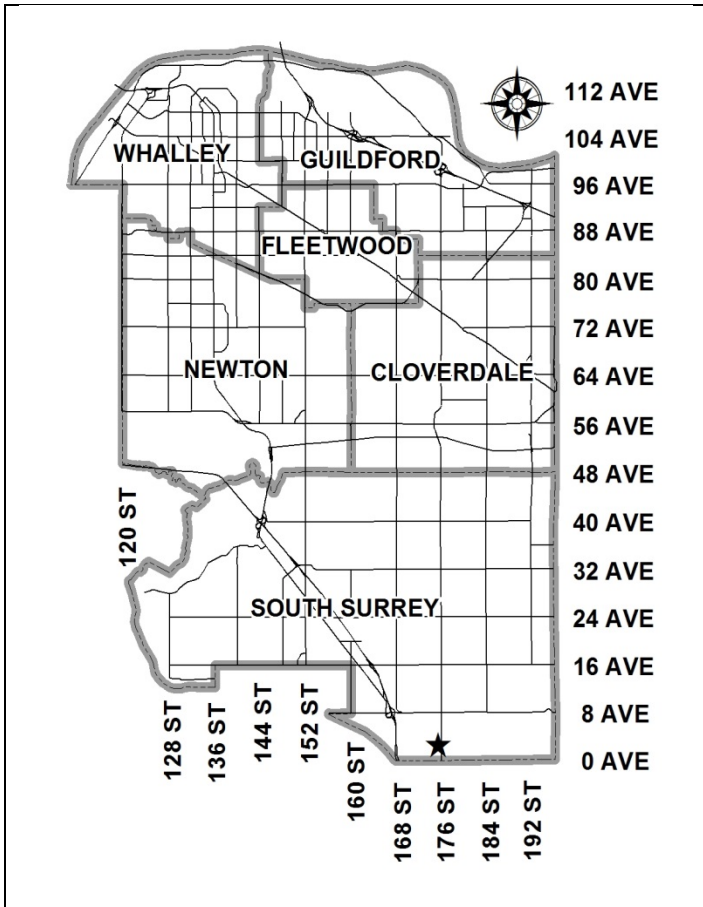 112 AVE
104 AVE
WHALLEY
GUILDFORD
96 AVE
88 AVE
FLEETWOOD
80 AVE
72 AVE
NEWTON
CLOVERDALE
64 AVE
56 AVE
48 AVE
120 ST
40 AVE
32 AVE
SOUTH SURREY
24 AVE
16 AVE
128 ST
136 ST
144 ST
152 ST
8 AVE
160 ST
0 AVE
168 ST
176 ST
184 ST
192 ST